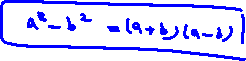 a² - b² = (a+b)(a-b)